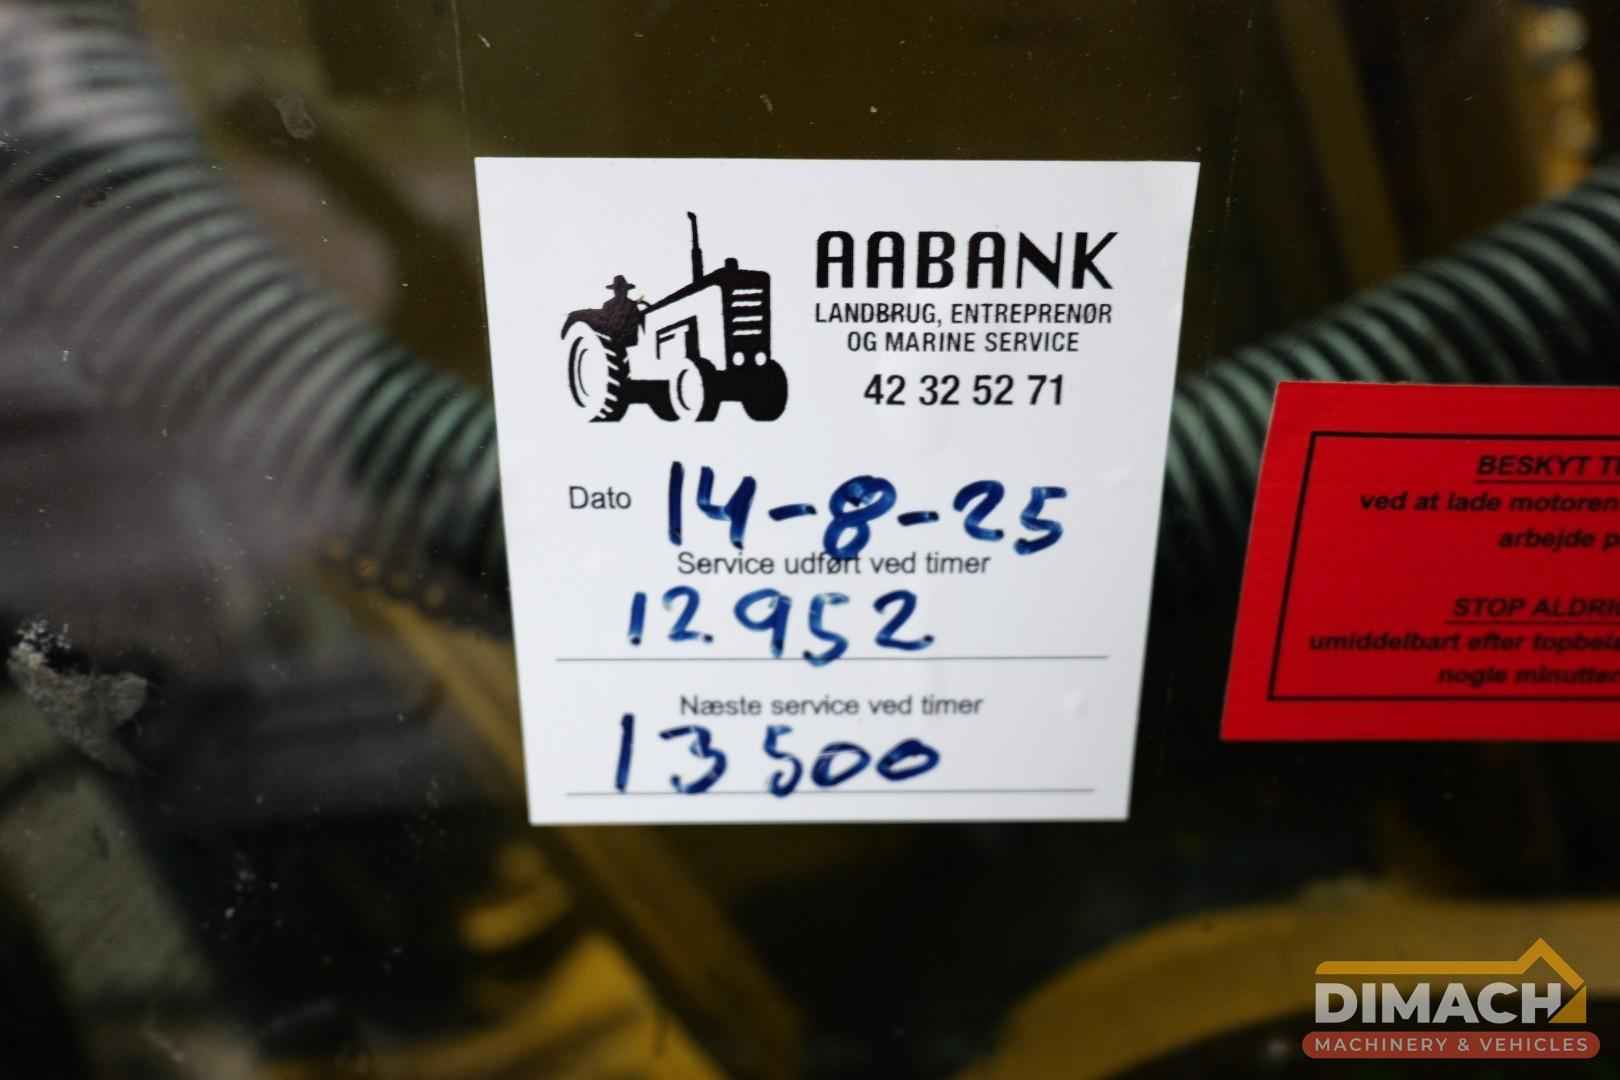 AABANK
LANDBRUG, ENTREPRENØR
OG MARINE SERVICE
42 32 52 71
Dato 14-8-25
Service udført ved timer
12.952
Næste service ved timer
13500
BESKYT
ved at lade motoren
arbejde
STOP ALDRI
umiddelbart efter
nogle minutter
DIMACH
MACHINERY & VEHICLES